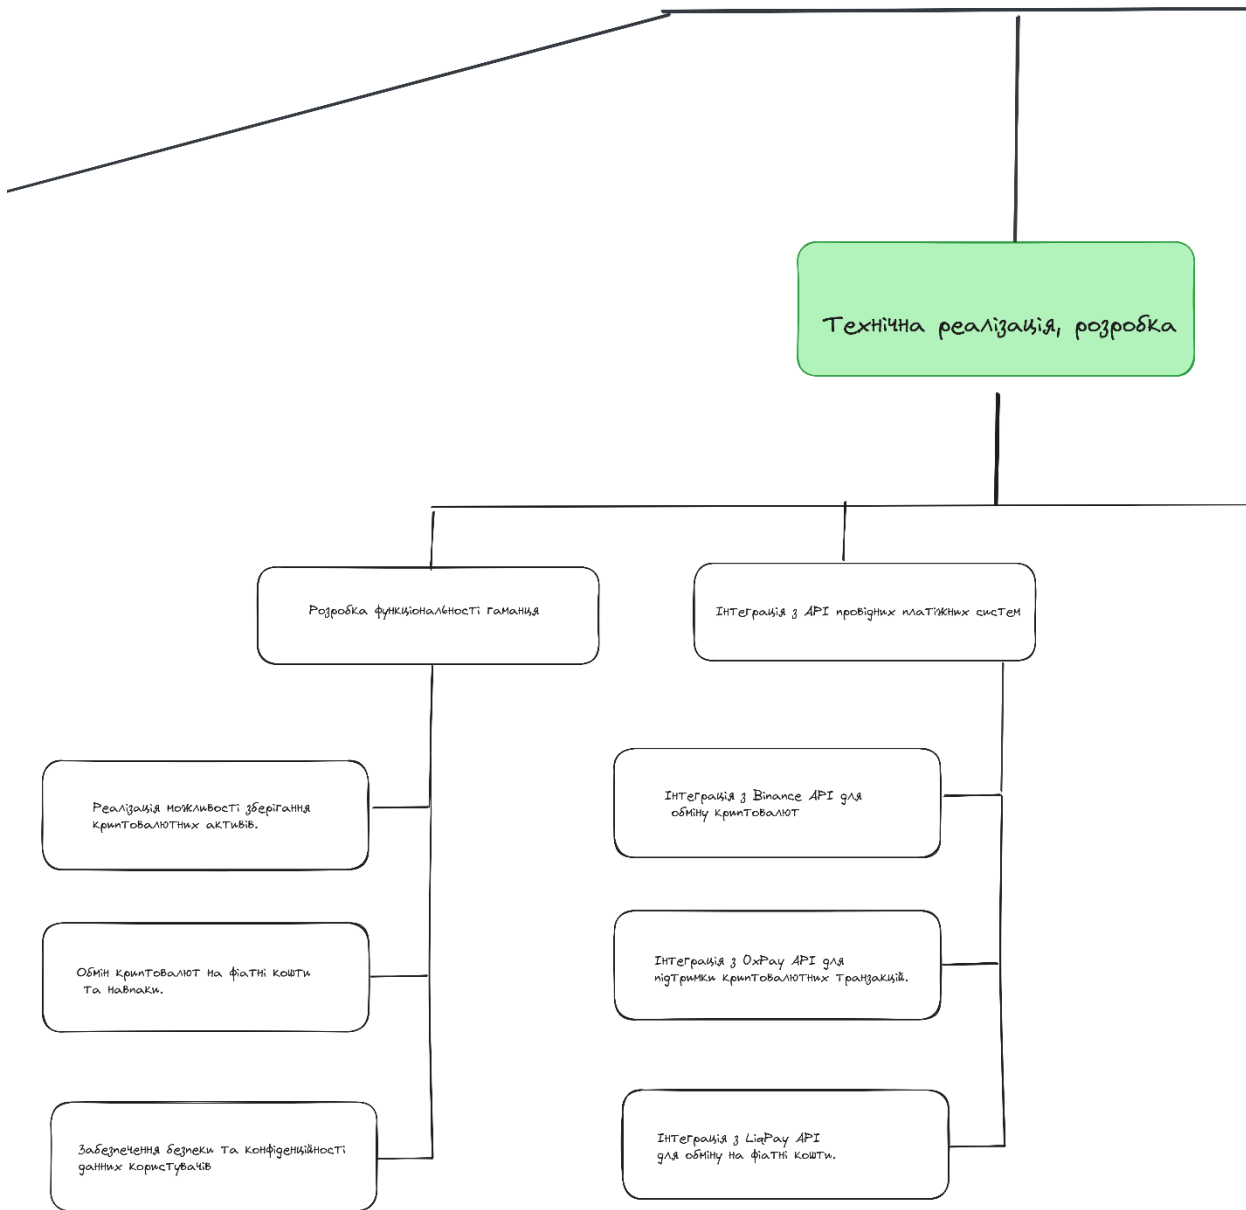 Технічна реалізація, розробка
Розробка функціональності гаманця
Інтеграція з API провідних платіжних систем
Реалізація можливості зберігання
криптовалютних активів.
Обмін криптовалют на фіатні кошти
та навпаки.
Забезпечення безпеки та конфіденційності
данних користувачів
Інтеграція з Binance API для
обміну криптовалют
Інтеграція з OxPay API для
підтримки криптовалютних транзакцій.
Інтеграція з LiqPay API
для обміну на фіатні кошти.